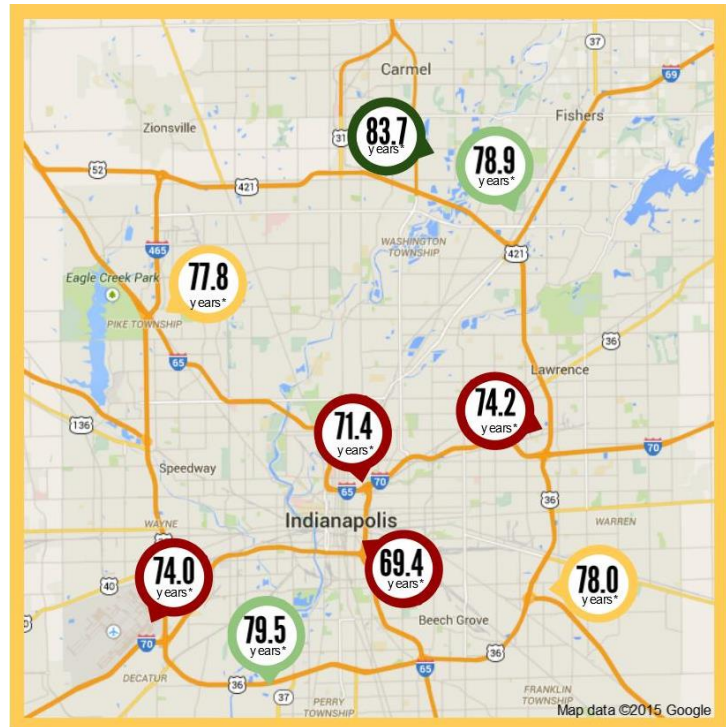 37
Carmel
69
Zionsville
Fishers
31
83.7
years*
78.9
years*
52
421
WASHINGTON
TOWNSHIP
421
465
Eagle Creek Park
77.8
years*
PIKE TOWNSHIP
36
65
Lawrence
74.2
years*
71.4
years*
136
70
70
Speedway
65
36
Indianapolis
WAYNE
WARREN
69.4
years*
74.0
years*
78.0
years*
40
79.5
years*
Beech Grove
70
36
65
DECATUR
36
37
PERRY
TOWNSHIP
FRANKLIN
TOWNSHIP
Map data ©2015 Google